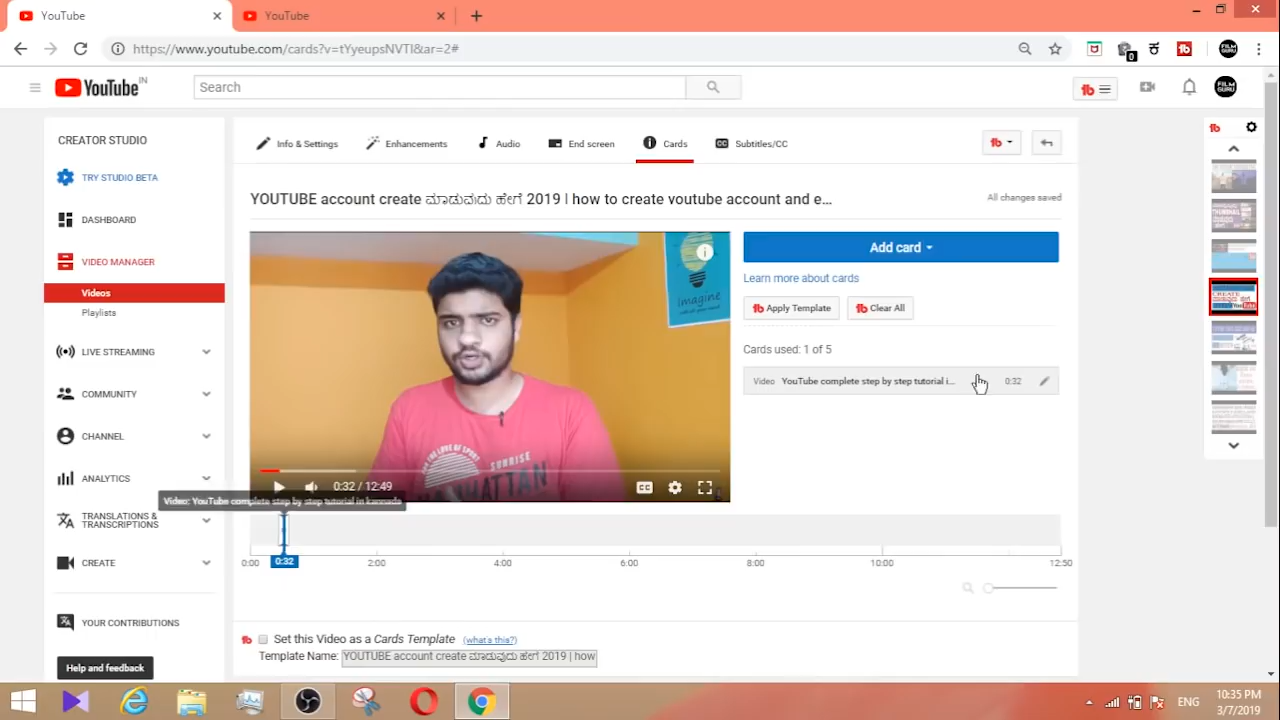 YouTube
YouTube
https://www.youtube.com/cards?v=tYyeupsNVTI&ar=2#
0
FILM GURU
YouTube IN
Search
FILM GURU
CREATOR STUDIO
TRY STUDIO BETA
DASHBOARD
VIDEO MANAGER
Videos
Playlists
LIVE STREAMING
COMMUNITY
CHANNEL
ANALYTICS
TRANSLATIONS &
TRANSCRIPTIONS
CREATE
YOUR CONTRIBUTIONS
Help and feedback
Info & Settings
Enhancements
Audio
End screen
Cards
Subtitles/CC
YOUTUBE account create ಮಾಡುವುದು ಹೇಗೆ 2019 | how to create youtube account and e...
All changes saved
Imagine
SUNRISE
MANHATTAN
0:32 / 12:49
Video: YouTube complete step by step tutorial in kannada
Add card
Learn more about cards
Apply Template
Clear All
Cards used: 1 of 5
Video YouTube complete step by step tutorial i... 0:32
0:00 0:32 2:00 4:00 6:00 8:00 10:00 12:50
Set this Video as a Cards Template (what's this?)
Template Name: YOUTUBE account create ಮಾಡುವುದು ಹೇಗೆ 2019 | how
ENG
10:35 PM
3/7/2019